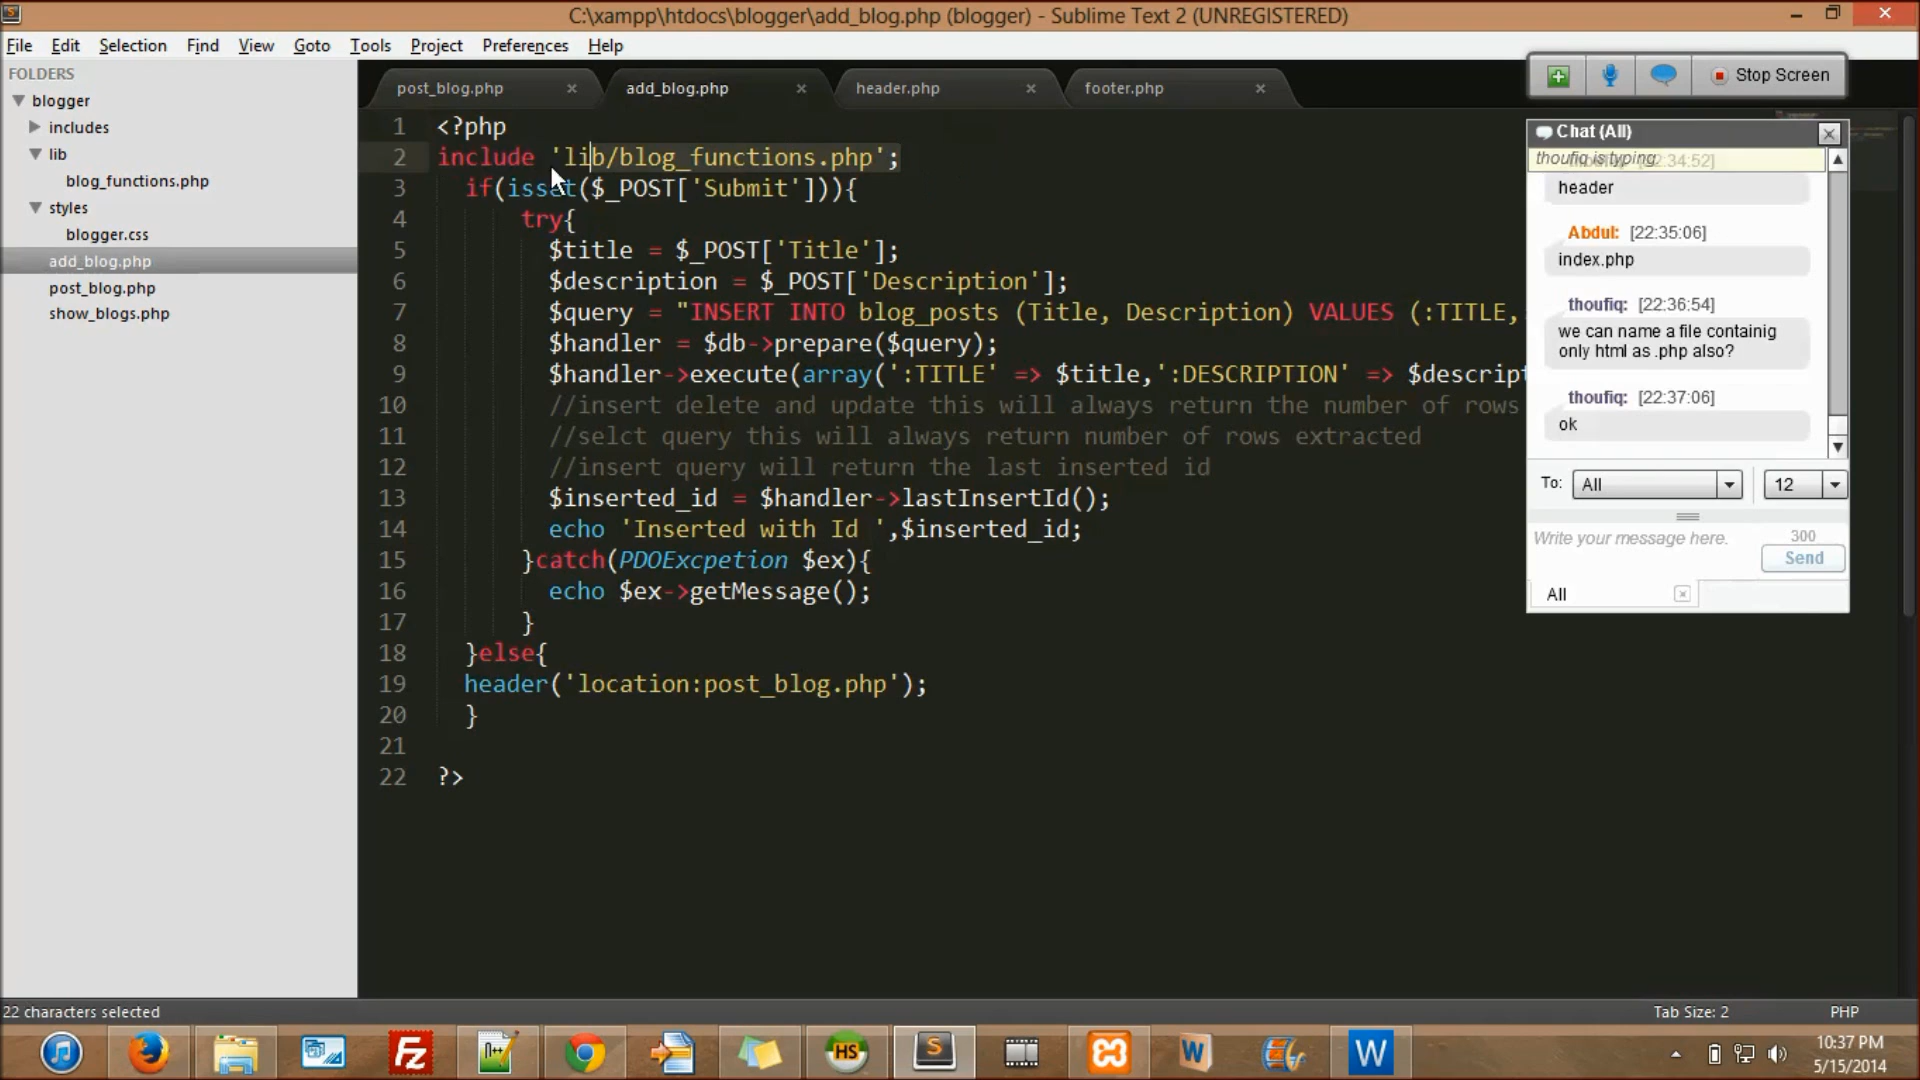 C:\xampp\htdocs\blogger\add_blog.php (blogger) - Sublime Text 2 (UNREGISTERED)
File Edit Selection Find View Goto Tools Project Preferences Help
FOLDERS
blogger
includes
lib
blog_functions.php
styles
blogger.css
add_blog.php
post_blog.php
show_blogs.php
post_blog.php add_blog.php header.php footer.php
1 <?php
2 include 'lib/blog_functions.php';
3 if(isset($_POST['Submit'])){
4 try{
5 $title = $_POST['Title'];
6 $description = $_POST['Description'];
7 $query = "INSERT INTO blog_posts (Title, Description) VALUES (:TITLE,
8 $handler = $db->prepare($query);
9 $handler->execute(array(':TITLE' => $title,':DESCRIPTION' => $descript
10 //insert delete and update this will always return the number of rows
11 //selct query this will always return number of rows extracted
12 //insert query will return the last inserted id
13 $inserted_id = $handler->lastInsertId();
14 echo 'Inserted with Id ',$inserted_id;
15 }catch(PDOExcpetion $ex){
16 echo $ex->getMessage();
17 }
18 }else{
19 header('location:post_blog.php');
20 }
21
22 ?>
Stop Screen
Chat (All)
thoufiq is typing
[22:34:52]
header
Abdul: [22:35:06]
index.php
thoufiq: [22:36:54]
we can name a file containig
only html as .php also?
thoufiq: [22:37:06]
ok
To: All 12
Write your message here. 300
Send
All
22 characters selected
Tab Size: 2 PHP
10:37 PM
5/15/2014